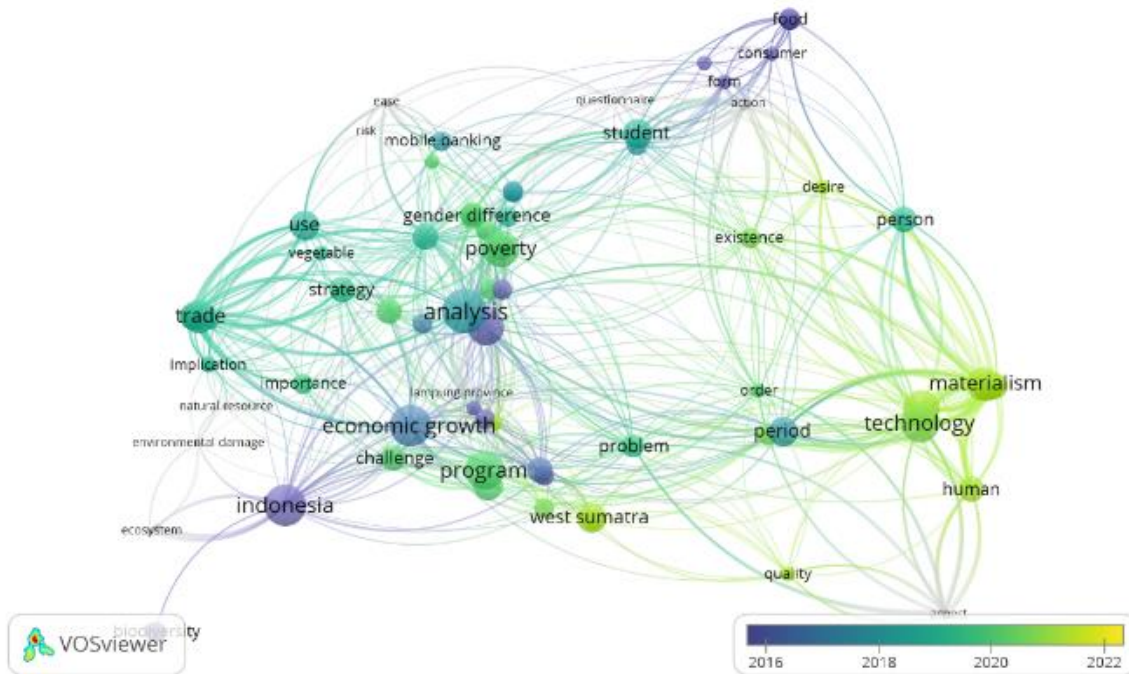 food
consumer
form
ease
questionnaire
action
risk
mobile banking
student
desire
use
gender difference
person
vegetable
poverty
existence
strategy
trade
analysis
implication
importance
order
materialism
lampung province
natural resource
economic growth
technology
environmental damage
period
challenge
problem
program
human
indonesia
west sumatra
ecosystem
quality
biodiversity
VOSviewer
2016 2018 2020 2022